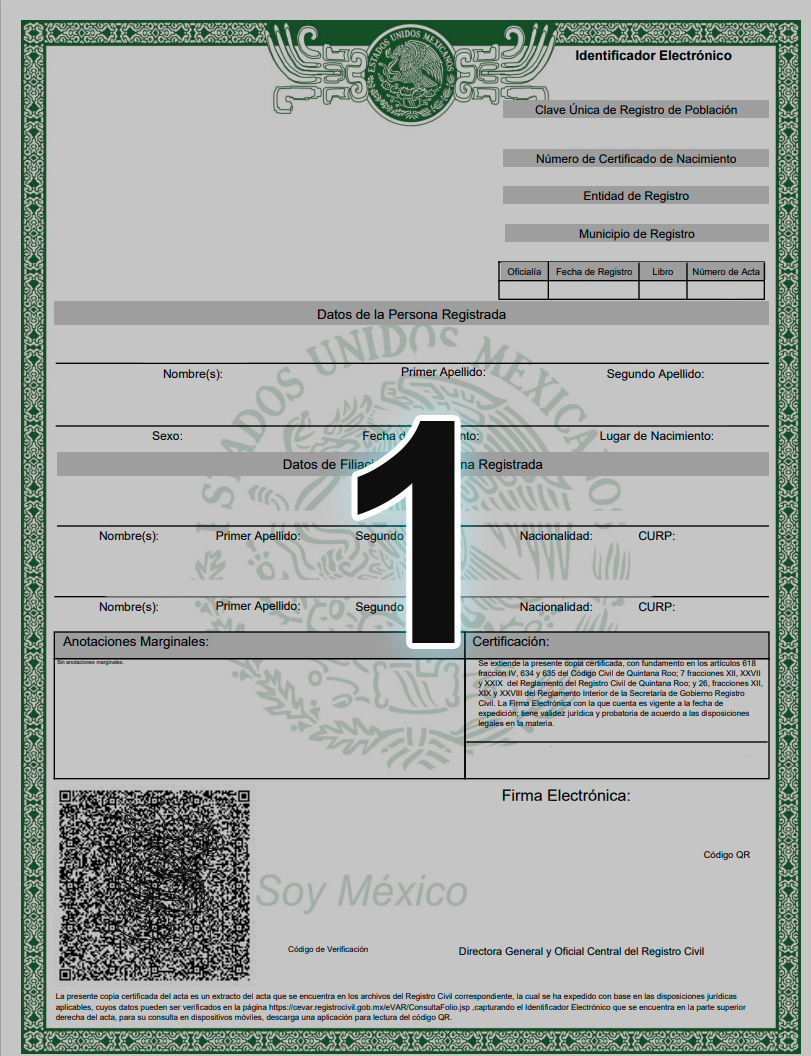 ESTADOS UNIDOS MEXICANOS
Identificador Electrónico
Clave Única de Registro de Población
Número de Certificado de Nacimiento
Entidad de Registro
Municipio de Registro
Oficialía Fecha de Registro Libro Número de Acta
Datos de la Persona Registrada
ESTADOS UNIDOS MEXICANOS
Nombre(s): Primer Apellido: Segundo Apellido:
Sexo: Fecha nto: Lugar de Nacimiento:
Datos de Filiac na Registrada
1
Nombre(s): Primer Apellido: Segundo Nacionalidad: CURP:
Nombre(s): Primer Apellido: Segundo Nacionalidad: CURP:
Anotaciones Marginales: Certificación:
Sin anotaciones marginales.
Se extiende la presente copia certificada, con fundamento en los artículos 618
fracción IV, 634 y 635 del Código Civil de Quintana Roo; 7 fracciones XII, XXVII
y XXIX del Reglamento del Registro Civil de Quintana Roo; y 26, fracciones XII,
XIX y XXVIII del Reglamento Interior de la Secretaría de Gobierno Registro
Civil. La Firma Electrónica con la que cuenta es vigente a la fecha de
expedición; tiene validez jurídica y probatoria de acuerdo a las disposiciones
legales en la materia.
Firma Electrónica:
Código QR
Soy México
Código de Verificación
Directora General y Oficial Central del Registro Civil
La presente copia certificada del acta es un extracto del acta que se encuentra en los archivos del Registro Civil correspondiente, la cual se ha expedido con base en las disposiciones jurídicas
aplicables, cuyos datos pueden ser verificados en la página https://cevar.registrocivil.gob.mx/eVAR/ConsultaFolio.jsp ,capturando el Identificador Electrónico que se encuentra en la parte superior
derecha del acta, para su consulta en dispositivos móviles, descarga una aplicación para lectura del código QR.